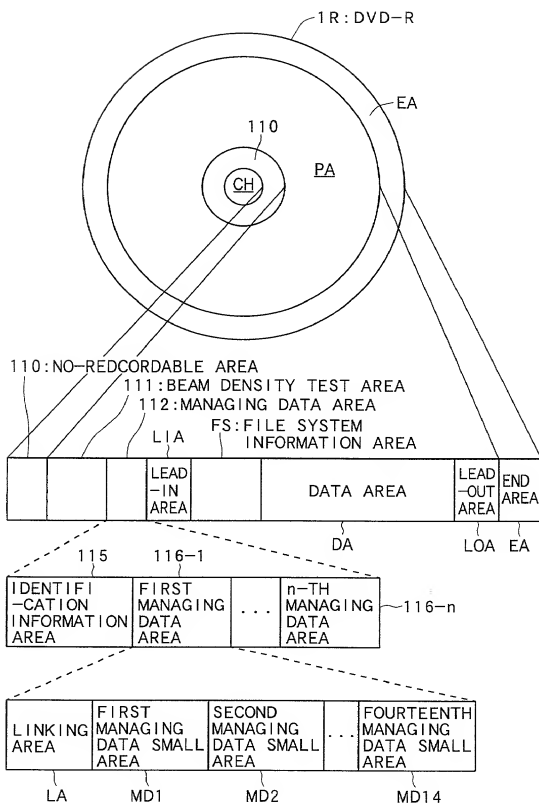 1R:DVD-R
EA
110
PA
CH
110:NO-REDCORDABLE AREA
111:BEAM DENSITY TEST AREA
112:MANAGING DATA AREA
FS:FILE SYSTEM
INFORMATION AREA
LIA
LEAD
-IN
AREA
DATA AREA
LEAD
-OUT
AREA
END
AREA
DA
LOA
EA
115
116-1
IDENTIFI
-CATION
INFORMATION
AREA
FIRST
MANAGING
DATA
AREA
...
n-TH
MANAGING
DATA
AREA
116-n
LINKING
AREA
FIRST
MANAGING
DATA SMALL
AREA
SECOND
MANAGING
DATA SMALL
AREA
...
FOURTEENTH
MANAGING
DATA SMALL
AREA
LA
MD1
MD2
MD14